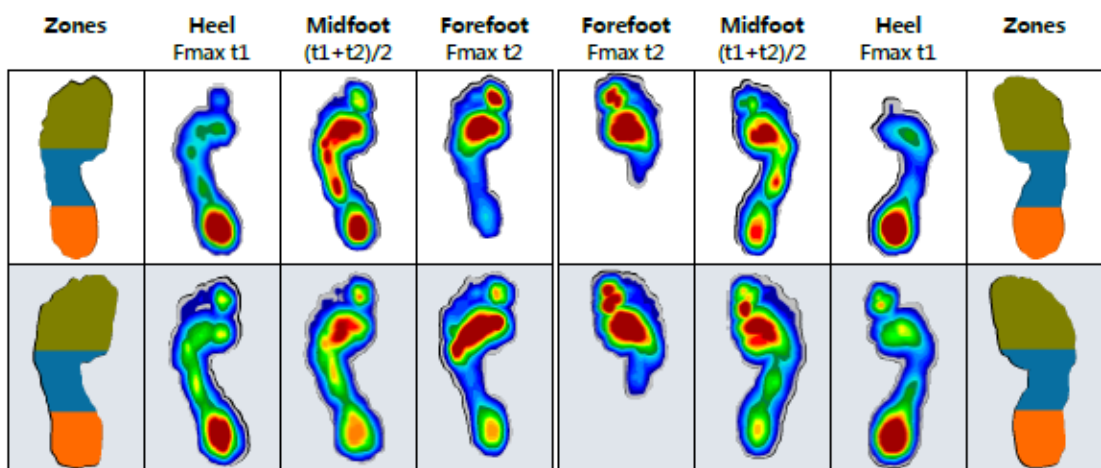 Zones Heel Midfoot Forefoot Forefoot Midfoot Heel Zones
Fmax t1 (t1+t2)/2 Fmax t2 Fmax t2 (t1+t2)/2 Fmax t1